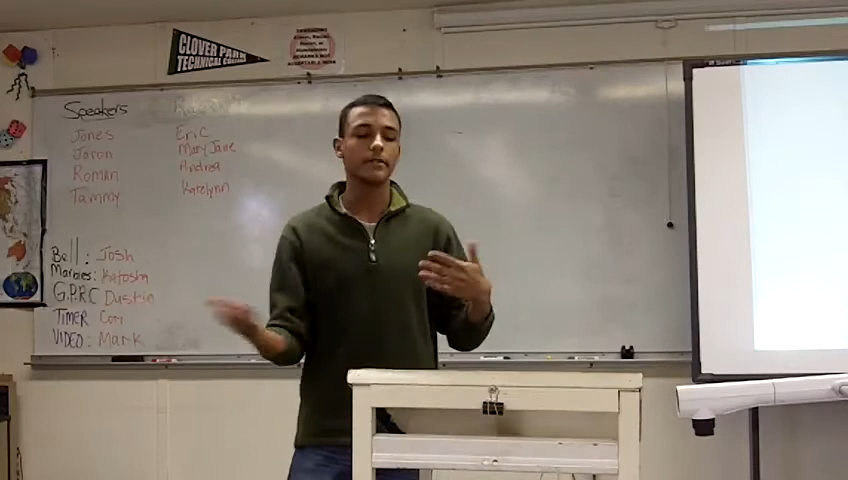 CLOVER PARK
TECHNICAL COLLEGE
Speakers
Jones
Jaron
Roman
Tammy
Eric
Mary Jane
Andrea
Katelynn
Bell: Josh
Marbles: Katosha
G.P.R.C Dustin
TIMER Cori
VIDEO: Mark